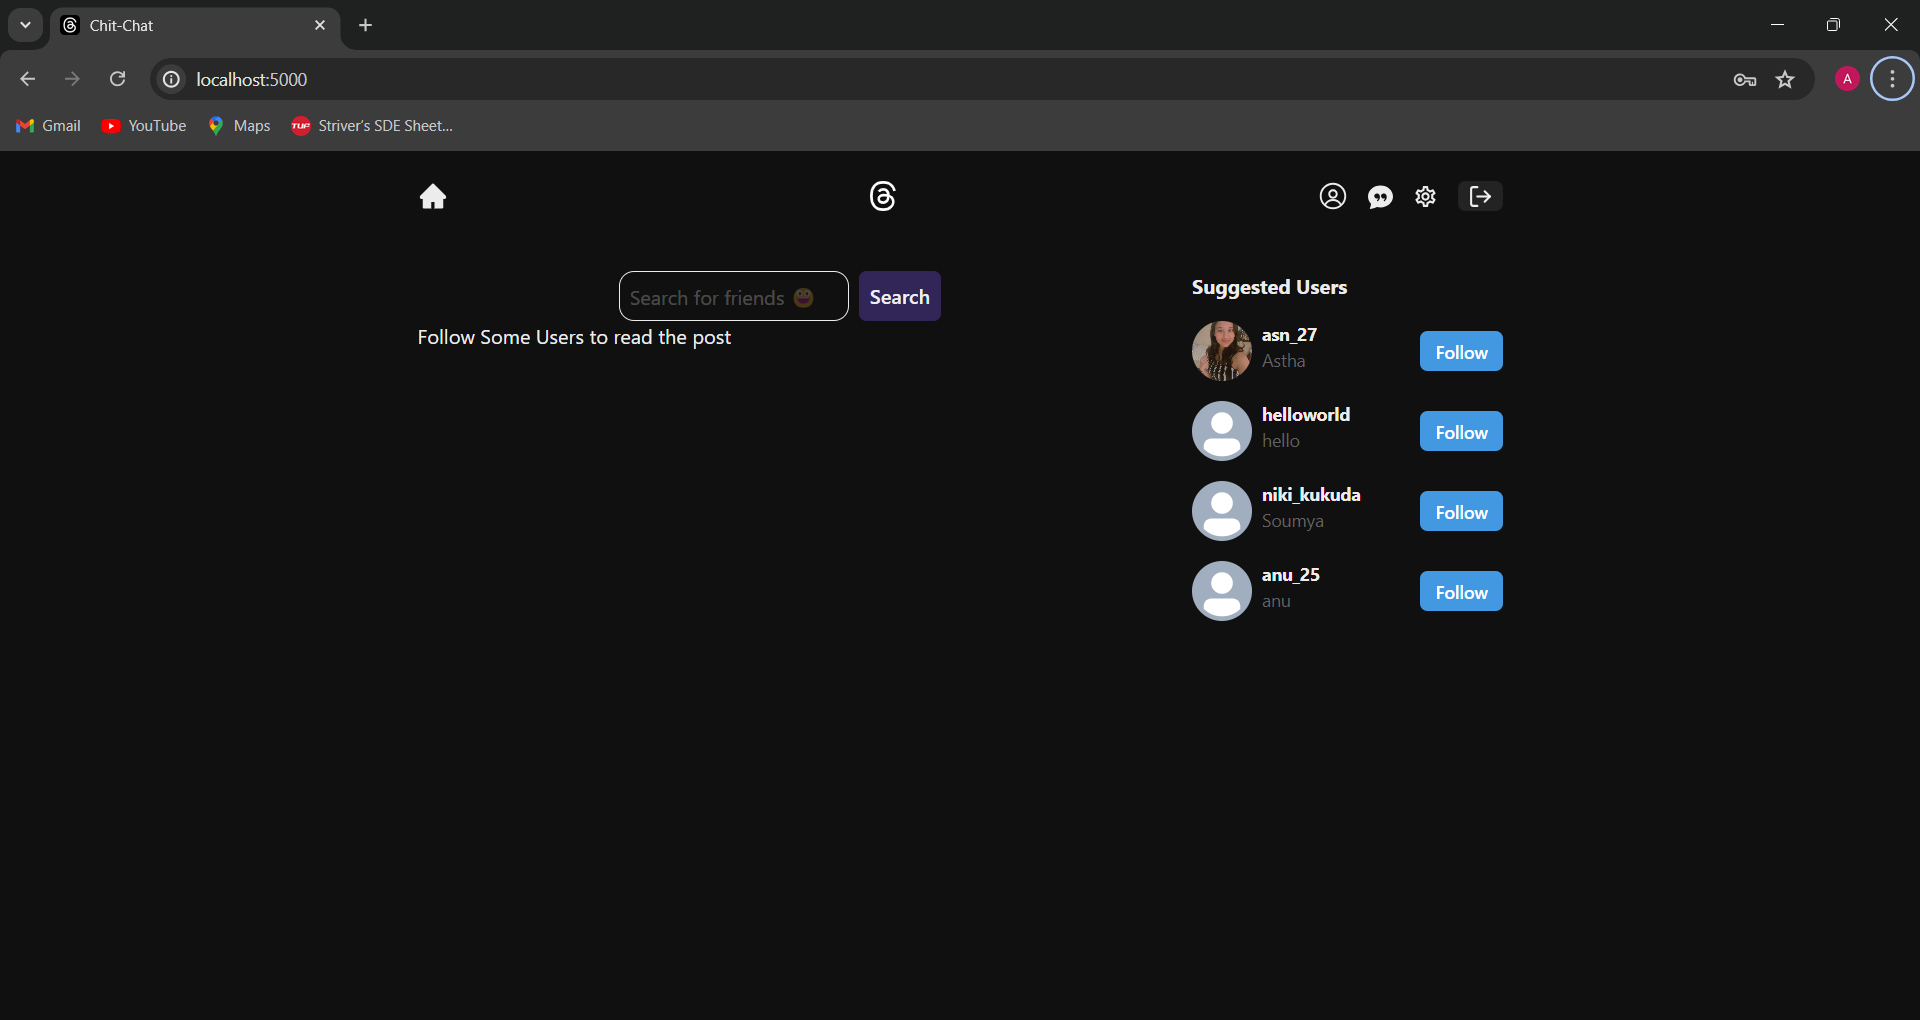 Chit-Chat
localhost:5000
A
Gmail
YouTube
Maps
TUF
Striver's SDE Sheet...
Search for friends 😀
Search
Follow Some Users to read the post
Suggested Users
asn_27
Astha
Follow
helloworld
hello
Follow
niki_kukuda
Soumya
Follow
anu_25
anu
Follow